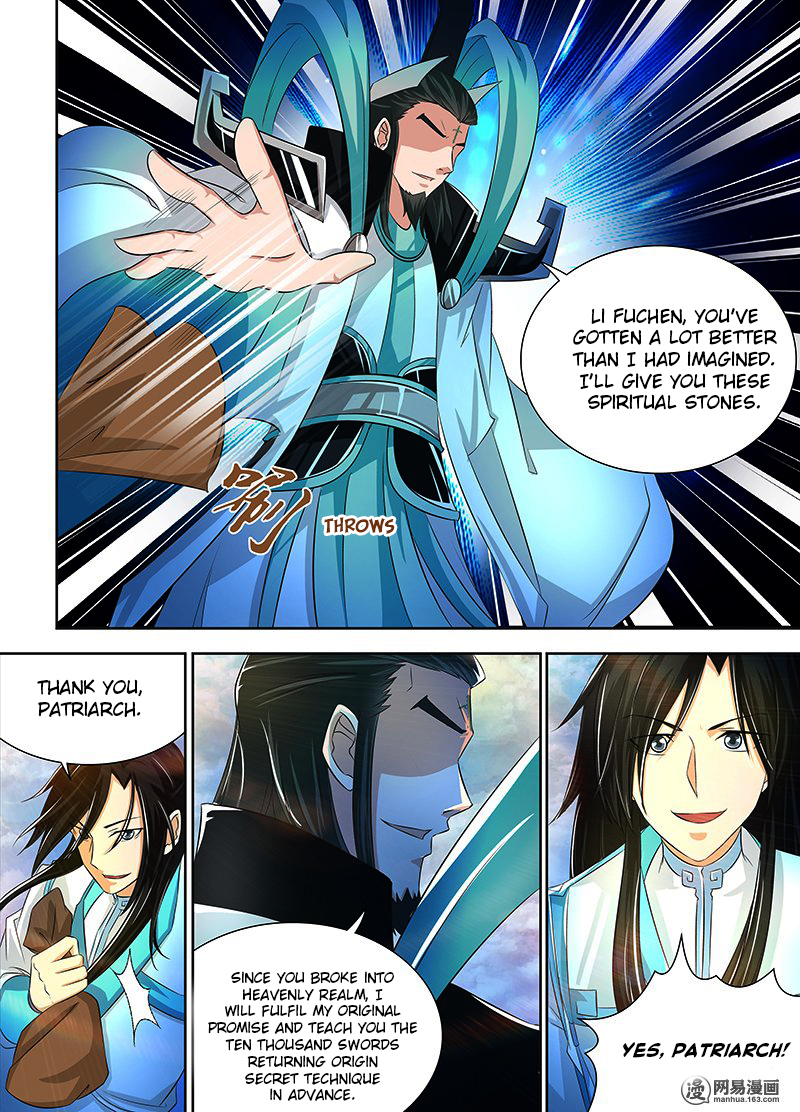 LI FUCHEN, YOU'VE
GOTTEN A LOT BETTER
THAN I HAD IMAGINED.
I'LL GIVE YOU THESE
SPIRITUAL STONES.
唰
THROWS
THANK YOU,
PATRIARCH.
SINCE YOU BROKE INTO
HEAVENLY REALM, I
WILL FULFIL MY ORIGINAL
PROMISE AND TEACH YOU THE
TEN THOUSAND SWORDS
RETURNING ORIGIN
SECRET TECHNIQUE
IN ADVANCE.
YES, PATRIARCH!
漫 网易漫画
manhua.163.com